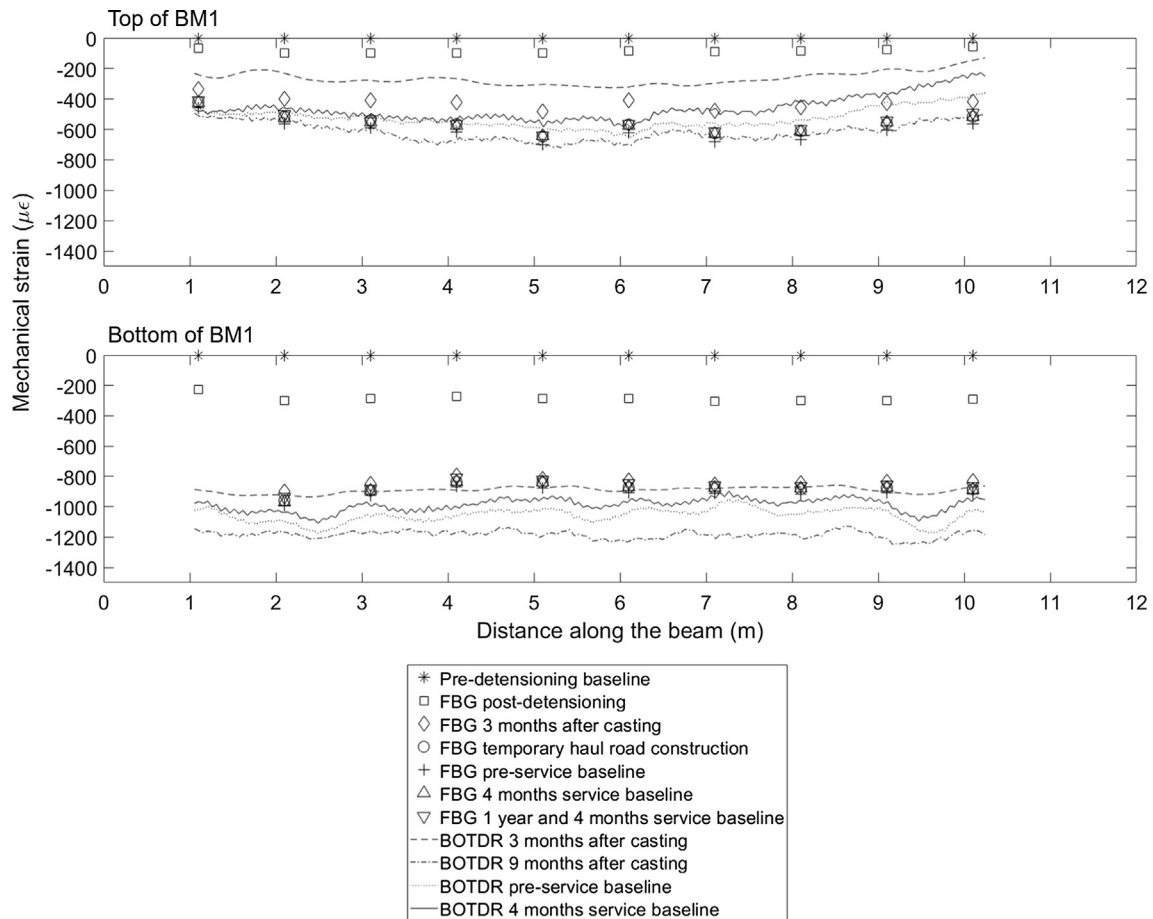 Top of BM1
0
-200
-400
-600
-800
-1000
-1200
-1400
0 1 2 3 4 5 6 7 8 9 10 11 12
Mechanical strain (με)
Bottom of BM1
0
-200
-400
-600
-800
-1000
-1200
-1400
0 1 2 3 4 5 6 7 8 9 10 11 12
Distance along the beam (m)
Pre-detensioning baseline
FBG post-detensioning
FBG 3 months after casting
FBG temporary haul road construction
FBG pre-service baseline
FBG 4 months service baseline
FBG 1 year and 4 months service baseline
BOTDR 3 months after casting
BOTDR 9 months after casting
BOTDR pre-service baseline
BOTDR 4 months service baseline